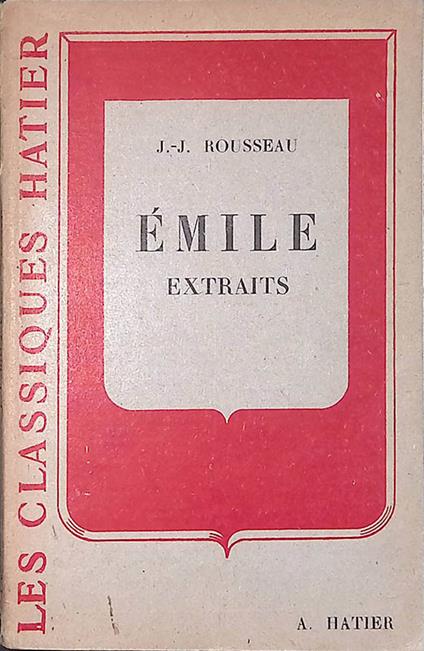 LES CLASSIQUES HATIER
J.-J. ROUSSEAU
ÉMILE
EXTRAITS
A. HATIER